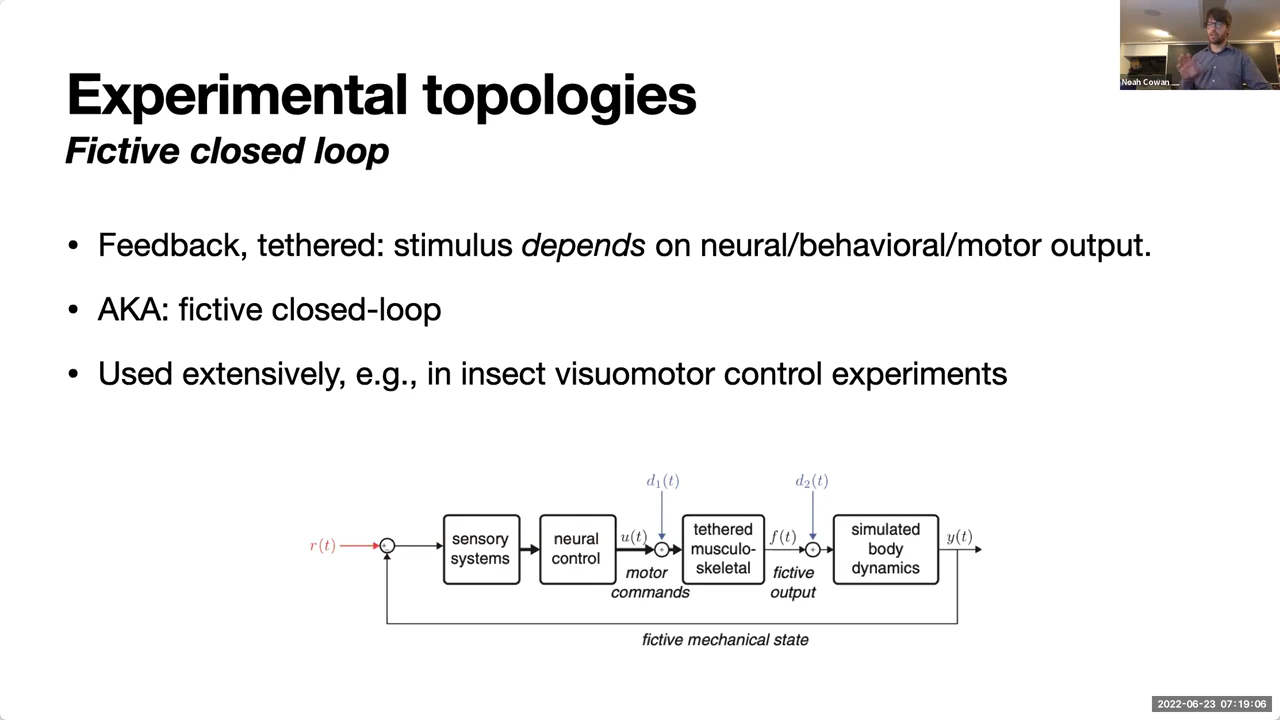 Noah Cowan
Experimental topologies
Fictive closed loop
• Feedback, tethered: stimulus depends on neural/behavioral/motor output.
• AKA: fictive closed-loop
• Used extensively, e.g., in insect visuomotor control experiments
d₁(t)
d₂(t)
r(t)
sensory
systems
neural
control
u(t)
motor
commands
tethered
musculo-
skeletal
f(t)
fictive
output
simulated
body
dynamics
y(t)
fictive mechanical state
2022-06-23 07:19:06